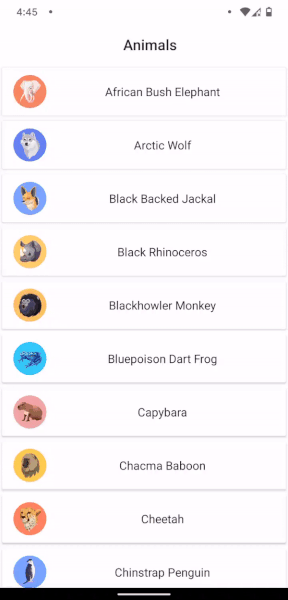 4:45
Animals
African Bush Elephant
Arctic Wolf
Black Backed Jackal
Black Rhinoceros
Blackhowler Monkey
Bluepoison Dart Frog
Capybara
Chacma Baboon
Cheetah
Chinstrap Penguin